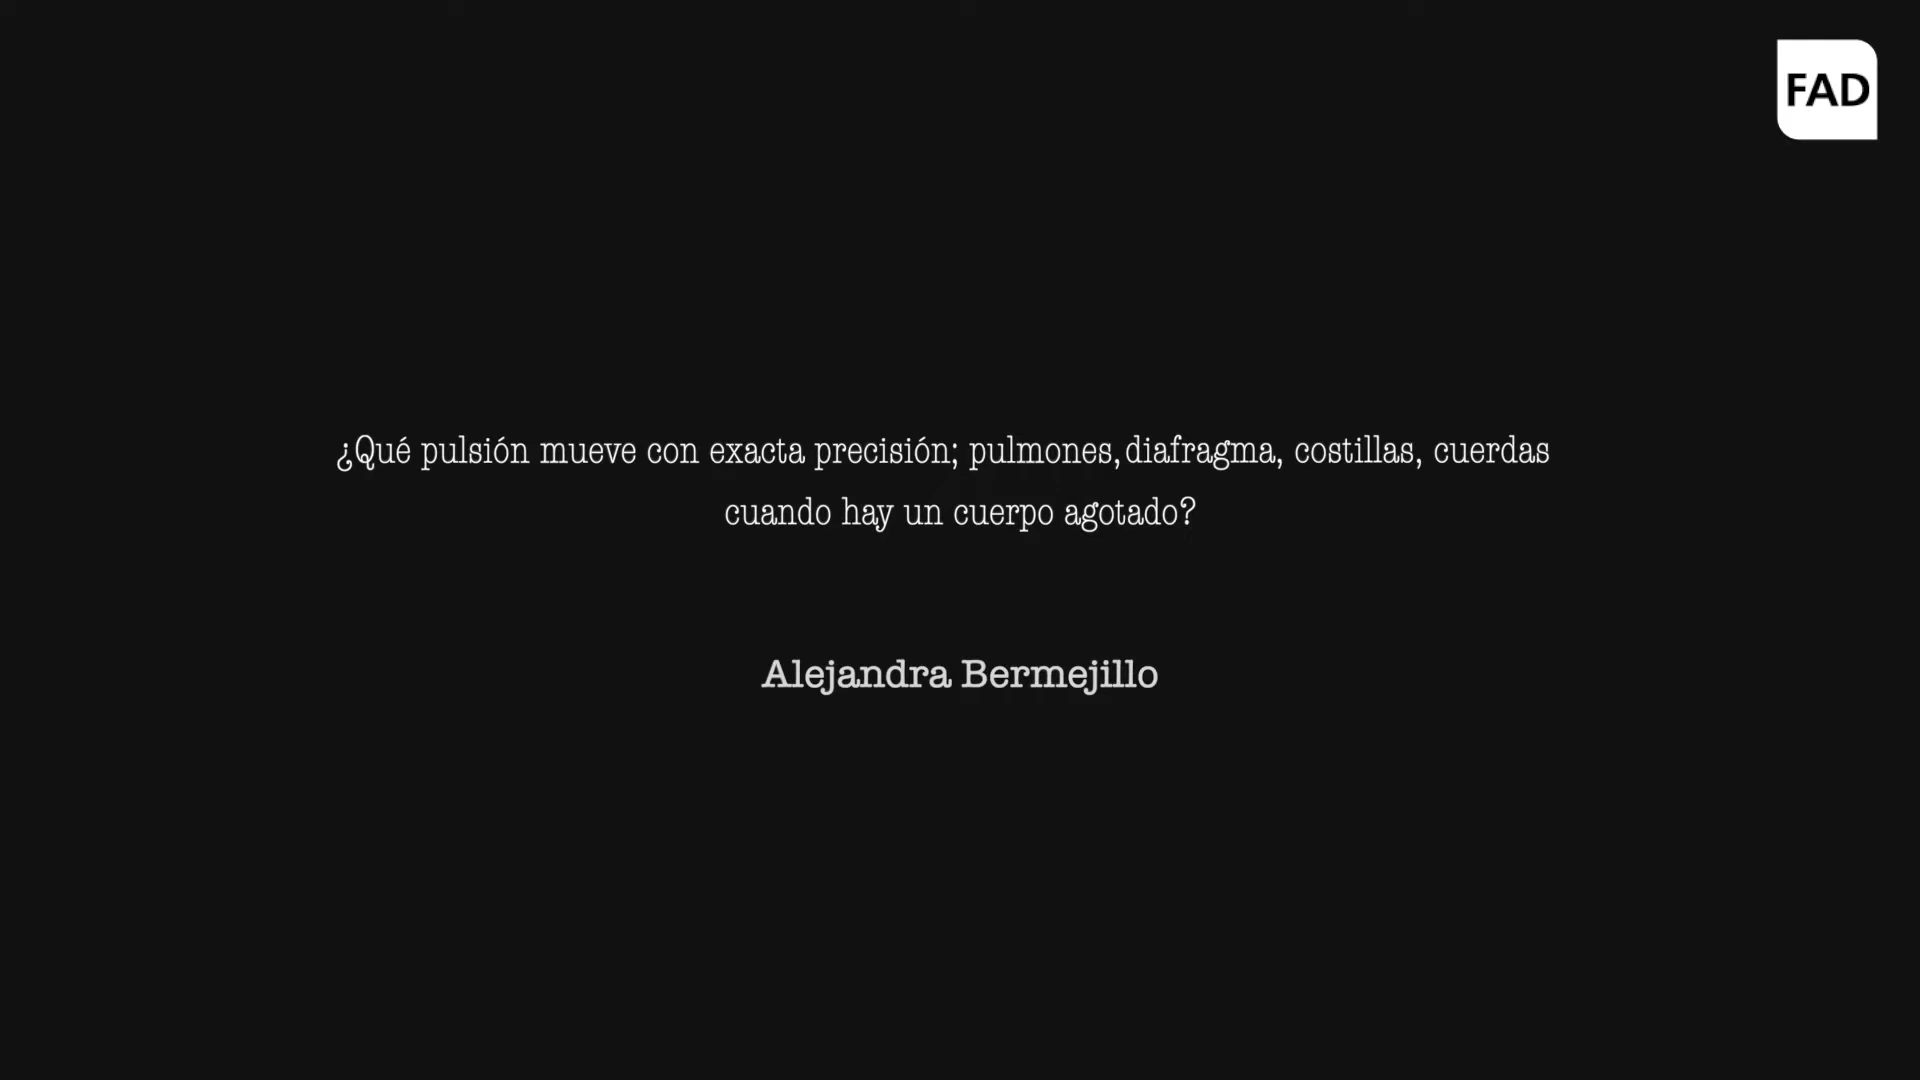 FAD
¿Qué pulsión mueve con exacta precisión; pulmones,diafragma, costillas, cuerdas
cuando hay un cuerpo agotado?
Alejandra Bermejillo